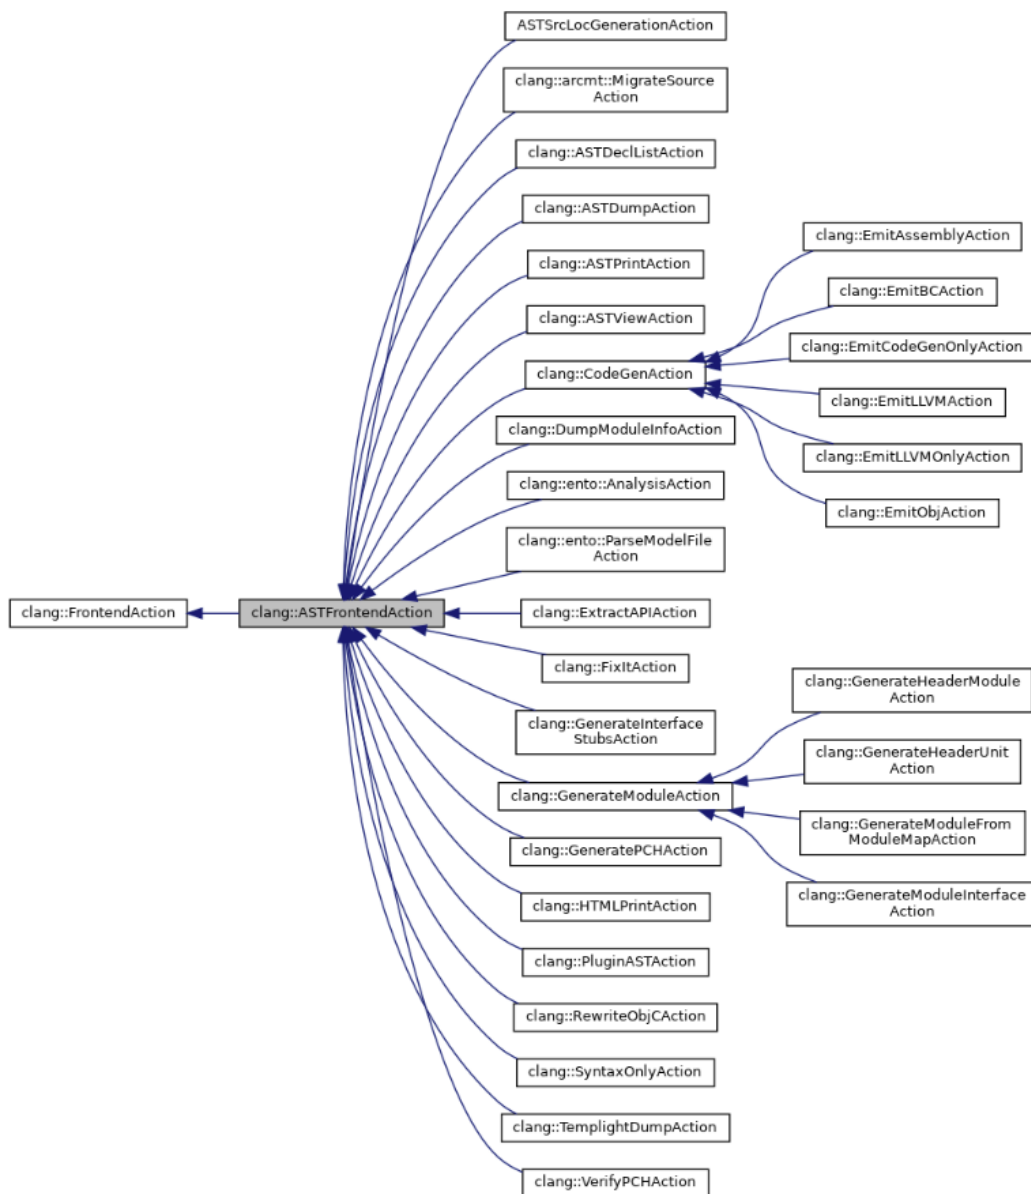 clang::FrontendAction
clang::ASTFrontendAction
ASTSrcLocGenerationAction
clang::arcmt::MigrateSource
Action
clang::ASTDeclListAction
clang::ASTDumpAction
clang::ASTPrintAction
clang::ASTViewAction
clang::CodeGenAction
clang::DumpModuleInfoAction
clang::ento::AnalysisAction
clang::ento::ParseModelFile
Action
clang::ExtractAPIAction
clang::FixItAction
clang::GenerateInterface
StubsAction
clang::GenerateModuleAction
clang::GeneratePCHAction
clang::HTMLPrintAction
clang::PluginASTAction
clang::RewriteObjCAction
clang::SyntaxOnlyAction
clang::TemplightDumpAction
clang::VerifyPCHAction
clang::EmitAssemblyAction
clang::EmitBCAction
clang::EmitCodeGenOnlyAction
clang::EmitLLVMAction
clang::EmitLLVMOnlyAction
clang::EmitObjAction
clang::GenerateHeaderModule
Action
clang::GenerateHeaderUnit
Action
clang::GenerateModuleFrom
ModuleMapAction
clang::GenerateModuleInterface
Action